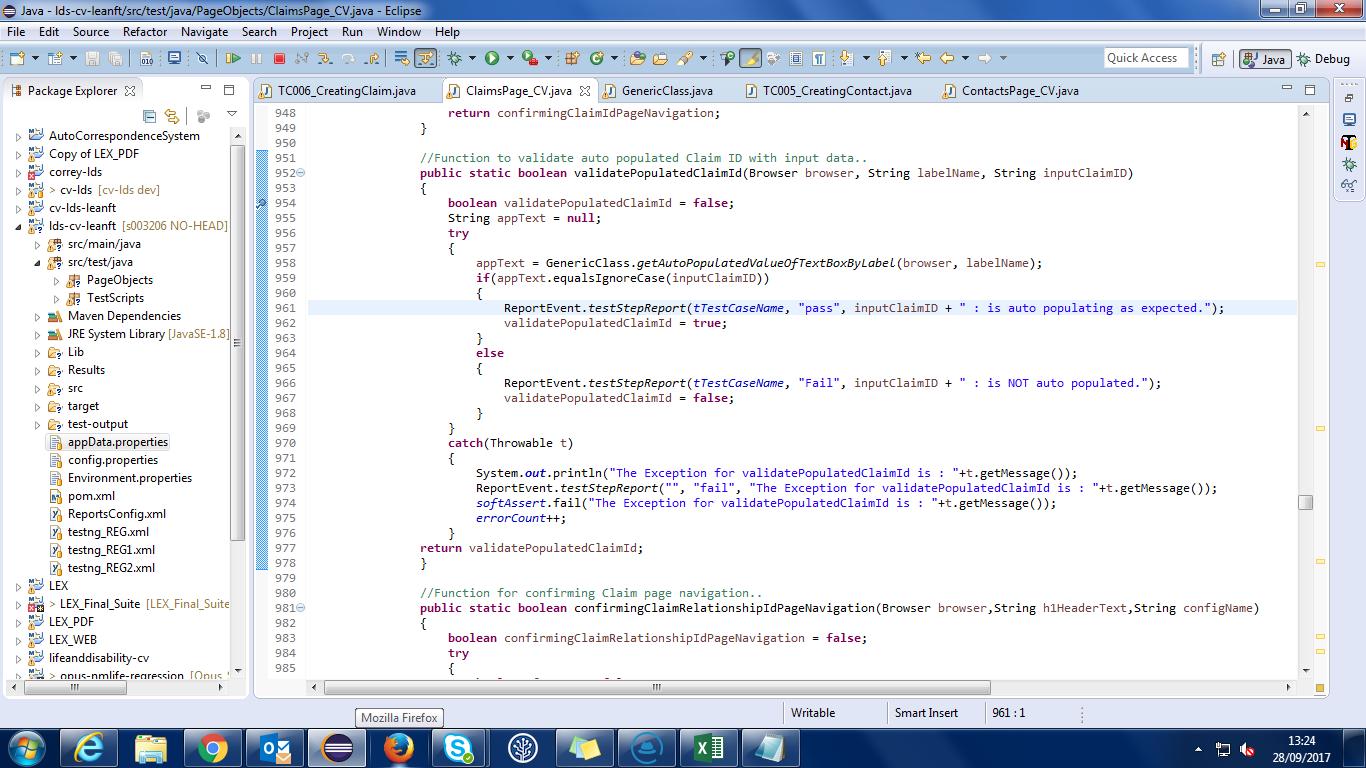 Java - lds-cv-leanft/src/test/java/PageObjects/ClaimsPage_CV.java - Eclipse
File Edit Source Refactor Navigate Search Project Run Window Help
Quick Access Java Debug
Package Explorer
AutoCorrespondenceSystem
Copy of LEX_PDF
correy-lds
> cv-lds [cv-lds dev]
cv-lds-leanft
lds-cv-leanft [s003206 NO-HEAD]
src/main/java
src/test/java
PageObjects
TestScripts
Maven Dependencies
JRE System Library [JavaSE-1.8]
Lib
Results
src
target
test-output
appData.properties
config.properties
Environment.properties
pom.xml
ReportsConfig.xml
testng_REG.xml
testng_REG1.xml
testng_REG2.xml
LEX
> LEX_Final_Suite [LEX_Final_Suite
LEX_PDF
LEX_WEB
lifeanddisability-cv
> opus-nmlife-regression [Opus_
TC006_CreatingClaim.java ClaimsPage_CV.java GenericClass.java TC005_CreatingContact.java ContactsPage_CV.java
948 return confirmingClaimIdPageNavigation;
949 }
950
951 //Function to validate auto populated Claim ID with input data..
952 public static boolean validatePopulatedClaimId(Browser browser, String labelName, String inputClaimID)
953 {
954 boolean validatePopulatedClaimId = false;
955 String appText = null;
956 try
957 {
958 appText = GenericClass.getAutoPopulatedValueOfTextBoxByLabel(browser, labelName);
959 if(appText.equalsIgnoreCase(inputClaimID))
960 {
961 ReportEvent.testStepReport(tTestCaseName, "pass", inputClaimID + " : is auto populating as expected.");
962 validatePopulatedClaimId = true;
963 }
964 else
965 {
966 ReportEvent.testStepReport(tTestCaseName, "Fail", inputClaimID + " : is NOT auto populated.");
967 validatePopulatedClaimId = false;
968 }
969 }
970 catch(Throwable t)
971 {
972 System.out.println("The Exception for validatePopulatedClaimId is : "+t.getMessage());
973 ReportEvent.testStepReport("", "fail", "The Exception for validatePopulatedClaimId is : "+t.getMessage());
974 softAssert.fail("The Exception for validatePopulatedClaimId is : "+t.getMessage());
975 errorCount++;
976 }
977 return validatePopulatedClaimId;
978 }
979
980 //Function for confirming Claim page navigation..
981 public static boolean confirmingClaimRelationshipIdPageNavigation(Browser browser,String h1HeaderText,String configName)
982 {
983 boolean confirmingClaimRelationshipIdPageNavigation = false;
984 try
985 {
Writable Smart Insert 961 : 1
Mozilla Firefox
13:24
28/09/2017